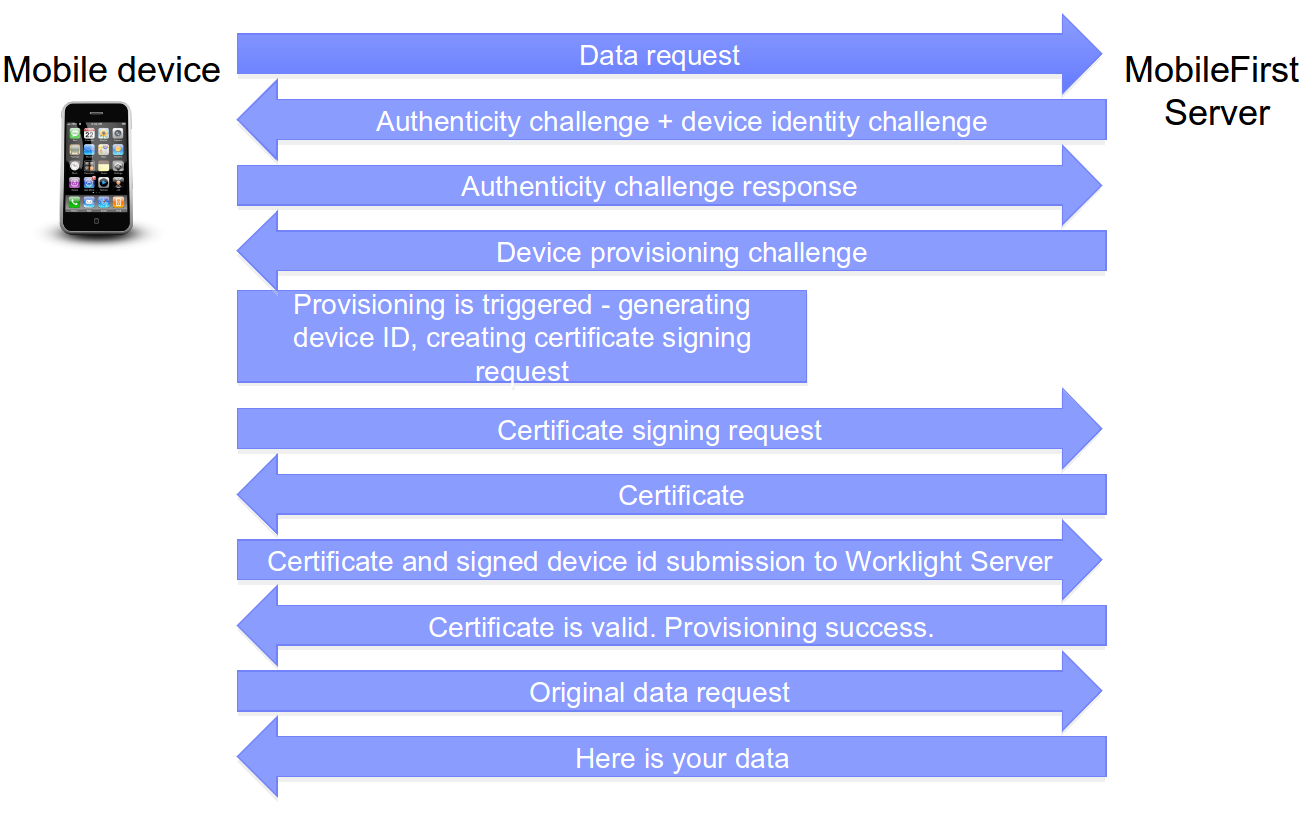 Data request
Mobile device
MobileFirst
Server
Authenticity challenge + device identity challenge
Authenticity challenge response
Device provisioning challenge
Provisioning is triggered - generating
device ID, creating certificate signing
request
Certificate signing request
Certificate
Certificate and signed device id submission to Worklight Server
Certificate is valid. Provisioning success.
Original data request
Here is your data